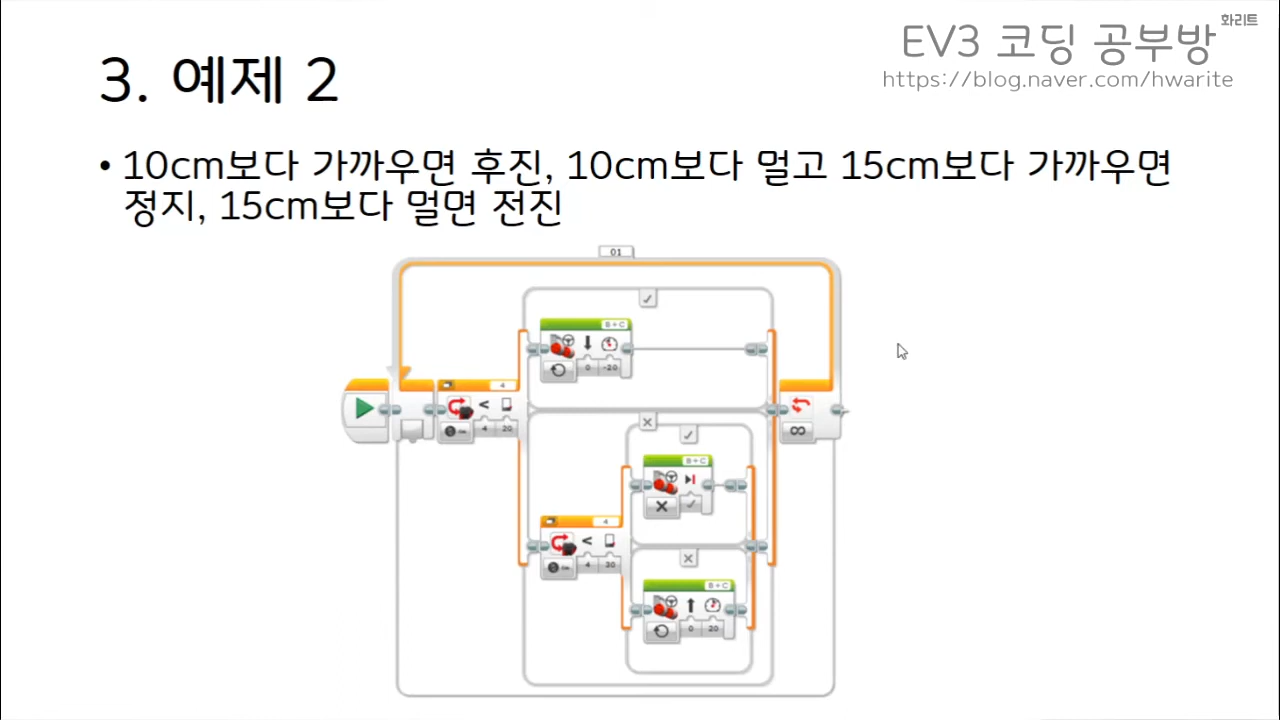 화리트
EV3 코딩 공부방
https://blog.naver.com/hwarite
3. 예제 2
• 10cm보다 가까우면 후진, 10cm보다 멀고 15cm보다 가까우면
정지, 15cm보다 멀면 전진
01
B + C
0 -20
4
<
4 20
B + C
4
<
4 30
B + C
0 20